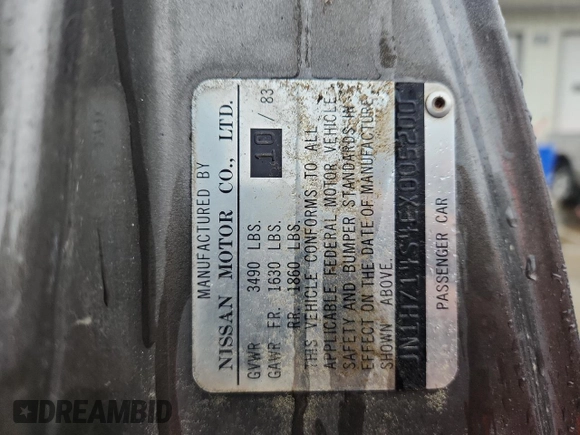 MANUFACTURED BY
NISSAN MOTOR CO., LTD.
10 / 83
GVWR 3490 LBS.
GAWR FR. 1630 LBS.
RR. 1860 LBS.
THIS VEHICLE CONFORMS TO ALL
APPLICABLE FEDERAL MOTOR VEHICLE
SAFETY AND BUMPER STANDARDS IN
EFFECT ON THE DATE OF MANUFACTURE
SHOWN ABOVE.
PASSENGER CAR
DREAMBID